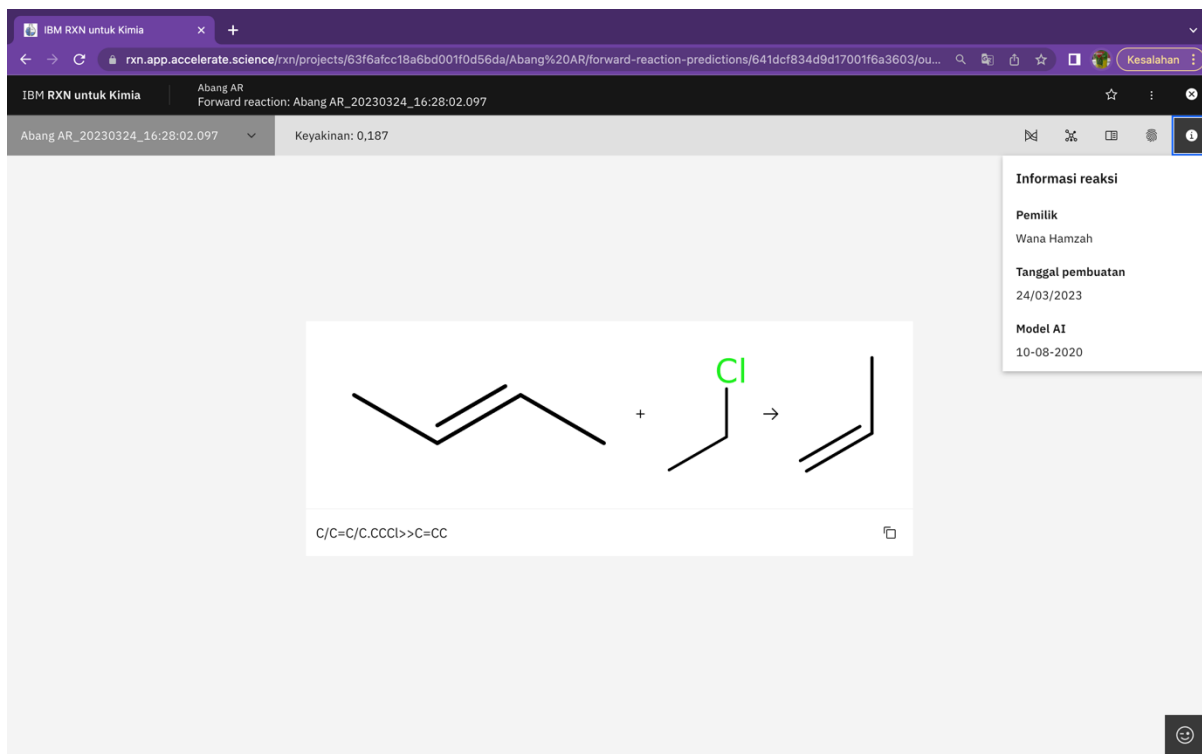 IBM RXN untuk Kimia
rxn.app.accelerate.science/rxn/projects/63f6afcc18a6bd001f0d56da/Abang%20AR/forward-reaction-predictions/641dcf834d9d17001f6a3603/ou...
Kesalahan
IBM RXN untuk Kimia
Abang AR
Forward reaction: Abang AR_20230324_16:28:02.097
Abang AR_20230324_16:28:02.097
Keyakinan: 0,187
Informasi reaksi
Pemilik
Wana Hamzah
Tanggal pembuatan
24/03/2023
Model AI
10-08-2020
Cl
+
C/C=C/C.CCCl>>C=CC